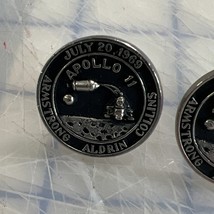 JULY 20, 1969
APOLLO 11
ARMSTRONG ALDRIN COLLINS